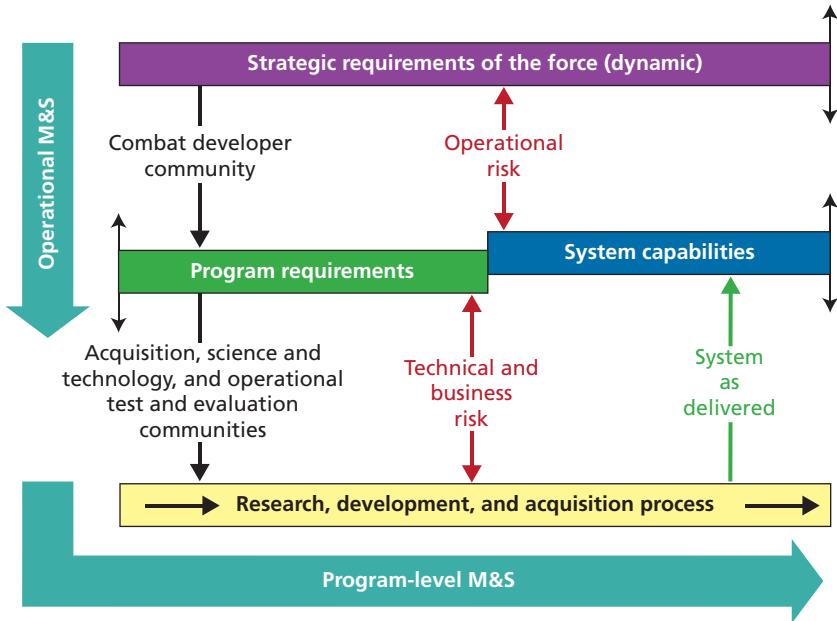 Strategic requirements of the force (dynamic)
Operational M&S
Combat developer
community
Operational
risk
Program requirements
System capabilities
Acquisition, science and
technology, and operational
test and evaluation
communities
Technical and
business
risk
System
as
delivered
Research, development, and acquisition process
Program-level M&S